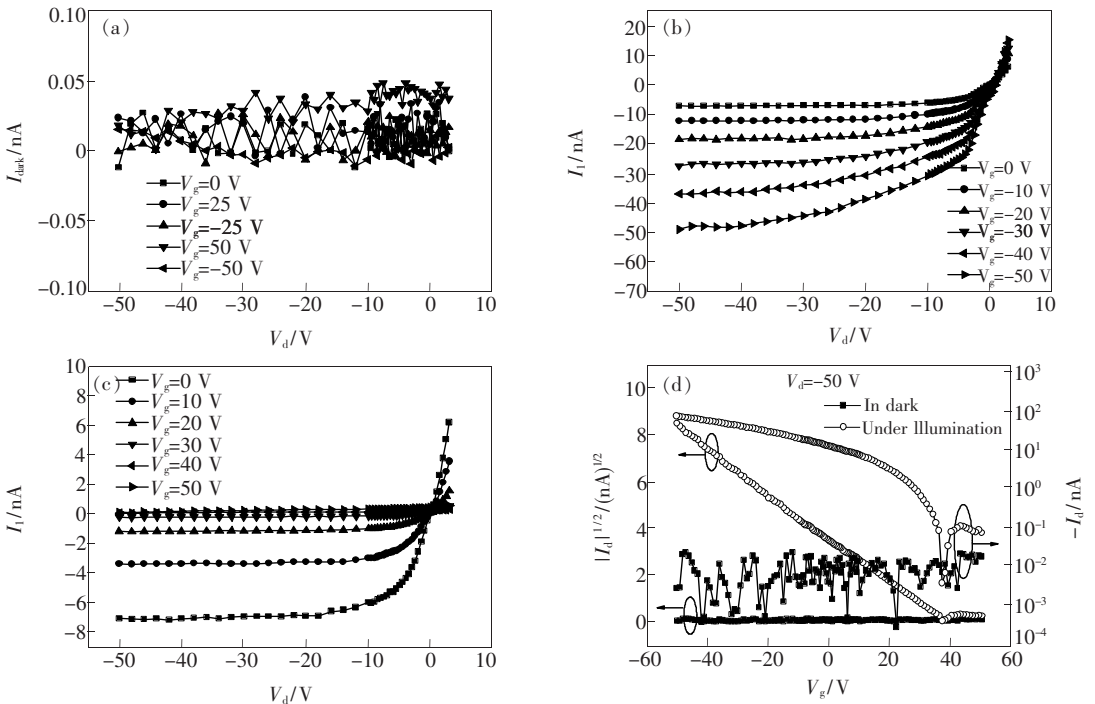 (a)
0.10
0.05
0
−0.05
−0.10
I_dark/nA
V_g=0 V
V_g=25 V
V_g=−25 V
V_g=50 V
V_g=−50 V
−50 −40 −30 −20 −10 0 10
V_d/V
(b)
20
10
0
−10
−20
−30
−40
−50
−60
−70
I_1/nA
V_g=0 V
V_g=−10 V
V_g=−20 V
V_g=−30 V
V_g=−40 V
V_g=−50 V
−50 −40 −30 −20 −10 0 10
V_d/V
(c)
10
8
6
4
2
0
−2
−4
−6
−8
I_1/nA
V_g=0 V
V_g=10 V
V_g=20 V
V_g=30 V
V_g=40 V
V_g=50 V
−50 −40 −30 −20 −10 0 10
V_d/V
(d)
V_d=−50 V
In dark
Under Illumination
10
8
6
4
2
0
|I_d|^1/2/(nA)^1/2
10^3
10^2
10^1
10^0
10^−1
10^−2
10^−3
10^−4
−I_d/nA
−60 −40 −20 0 20 40 60
V_g/V